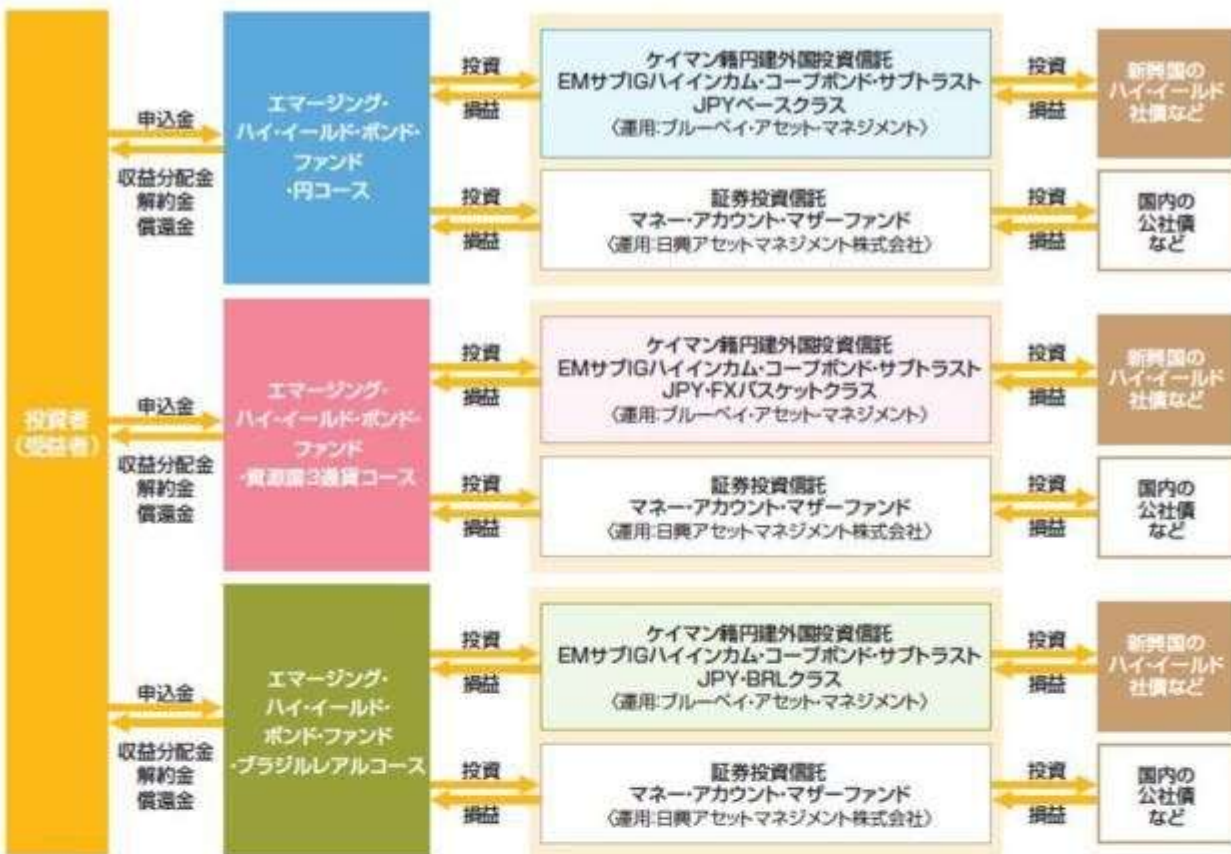 投資者
(受益者)
申込金
収益分配金
解約金
償還金
エマージング・
ハイ・イールド・ボンド・
ファンド
・円コース
投資
損益
ケイマン籍円建外国投資信託
EMサブIGハイインカム・コープボンド・サブトラスト
JPYベースクラス
〈運用:ブルーベイ・アセット・マネジメント〉
投資
損益
新興国の
ハイ・イールド
社債など
投資
損益
証券投資信託
マネー・アカウント・マザーファンド
〈運用:日興アセットマネジメント株式会社〉
投資
損益
国内の
公社債
など
申込金
収益分配金
解約金
償還金
エマージング・
ハイ・イールド・ボンド・
ファンド
・資源国3通貨コース
投資
損益
ケイマン籍円建外国投資信託
EMサブIGハイインカム・コープボンド・サブトラスト
JPY・FXバスケットクラス
〈運用:ブルーベイ・アセット・マネジメント〉
投資
損益
新興国の
ハイ・イールド
社債など
投資
損益
証券投資信託
マネー・アカウント・マザーファンド
〈運用:日興アセットマネジメント株式会社〉
投資
損益
国内の
公社債
など
申込金
収益分配金
解約金
償還金
エマージング・
ハイ・イールド・
ボンド・ファンド
・ブラジルレアルコース
投資
損益
ケイマン籍円建外国投資信託
EMサブIGハイインカム・コープボンド・サブトラスト
JPY・BRLクラス
〈運用:ブルーベイ・アセット・マネジメント〉
投資
損益
新興国の
ハイ・イールド
社債など
投資
損益
証券投資信託
マネー・アカウント・マザーファンド
〈運用:日興アセットマネジメント株式会社〉
投資
損益
国内の
公社債
など